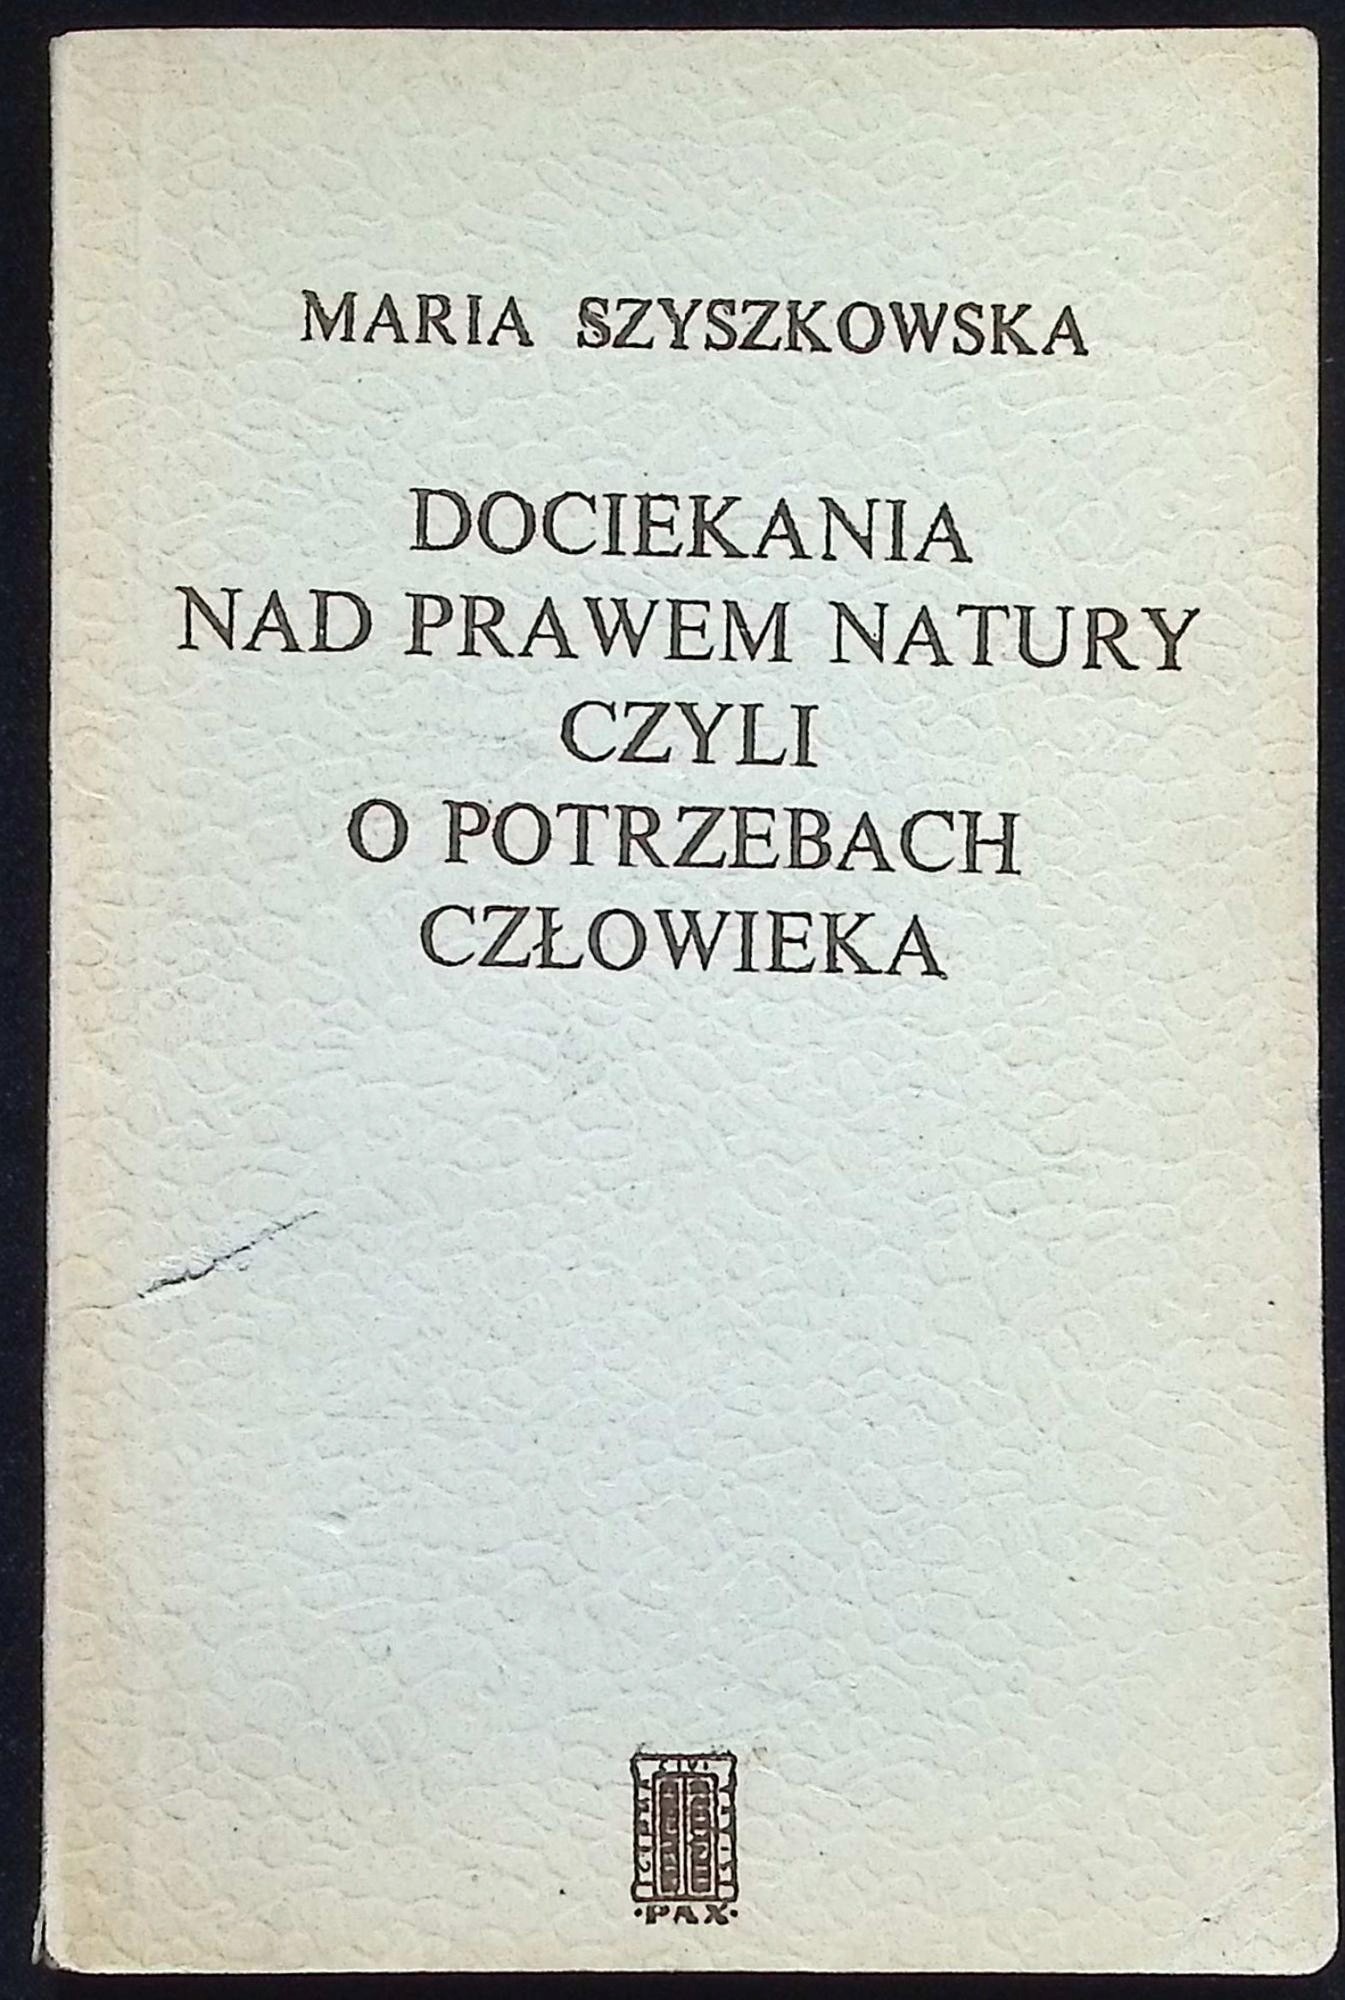 MARIA SZYSZKOWSKA
DOCIEKANIA
NAD PRAWEM NATURY
CZYLI
O POTRZEBACH
CZŁOWIEKA
·PAX·